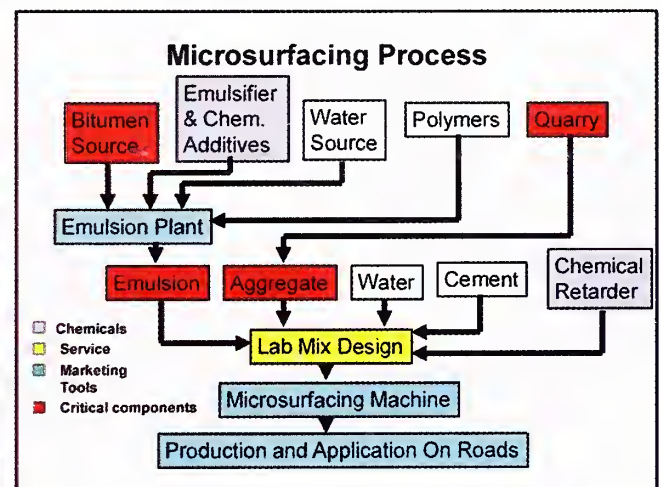 Microsurfacing Process
Bitumen
Source
Emulsifier
& Chem.
Additives
Water
Source
Polymers
Quarry
Emulsion Plant
Emulsion
Aggregate
Water
Cement
Chemical
Retarder
Chemicals
Service
Marketing
Tools
Critical components
Lab Mix Design
Microsurfacing Machine
Production and Application On Roads